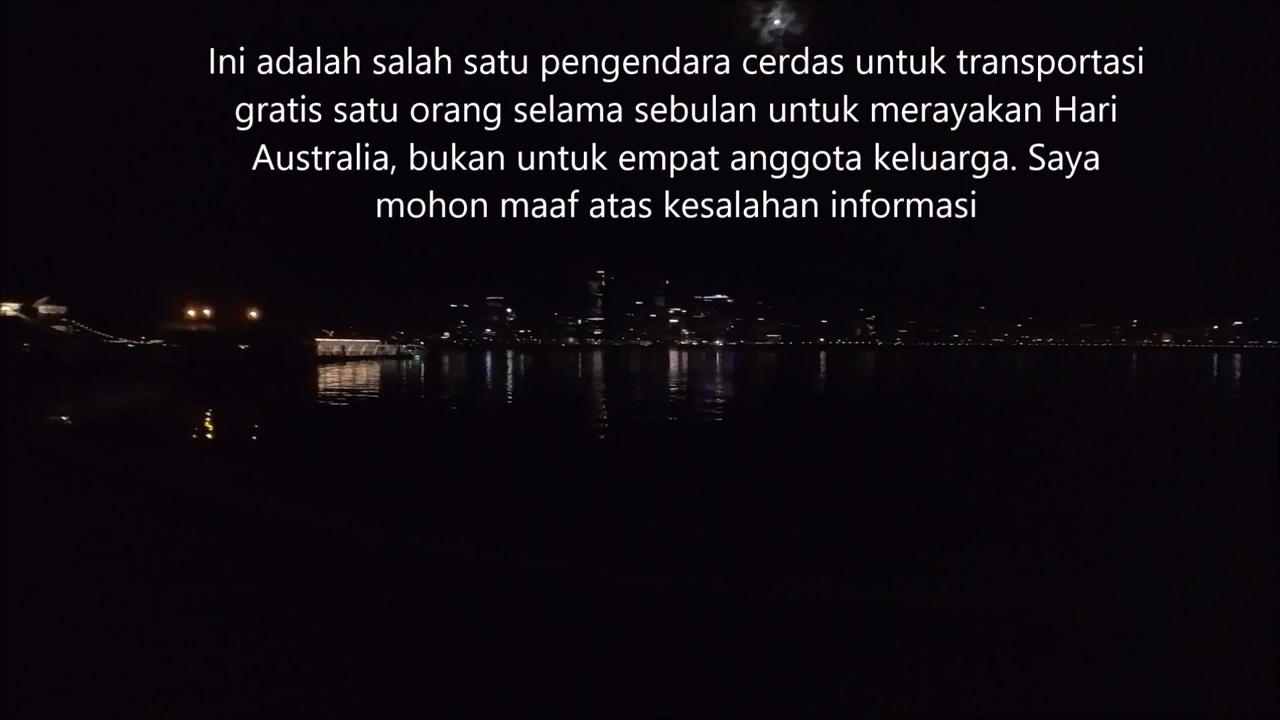 Ini adalah salah satu pengendara cerdas untuk transportasi
gratis satu orang selama sebulan untuk merayakan Hari
Australia, bukan untuk empat anggota keluarga. Saya
mohon maaf atas kesalahan informasi